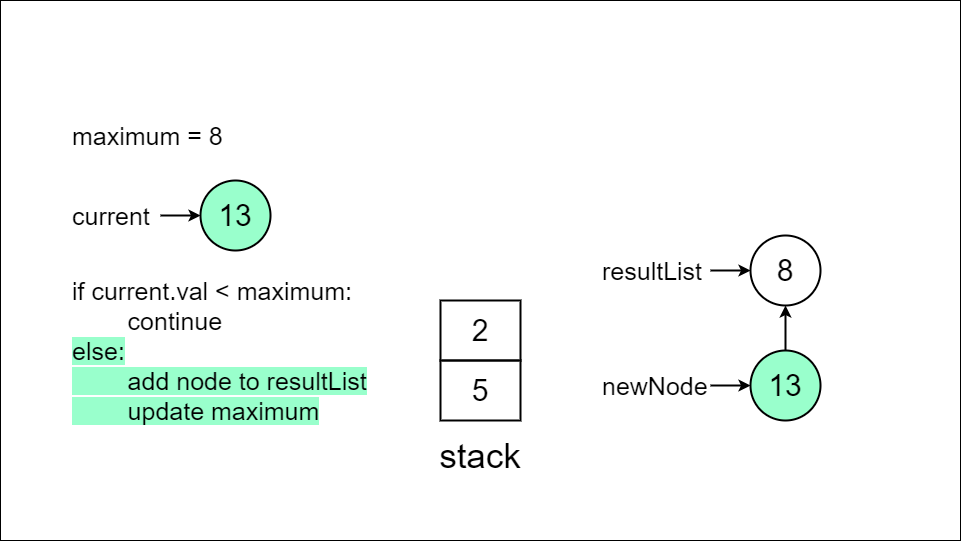 maximum = 8
current
13
if current.val < maximum:
continue
else:
add node to resultList
update maximum
2
5
stack
resultList
8
newNode
13